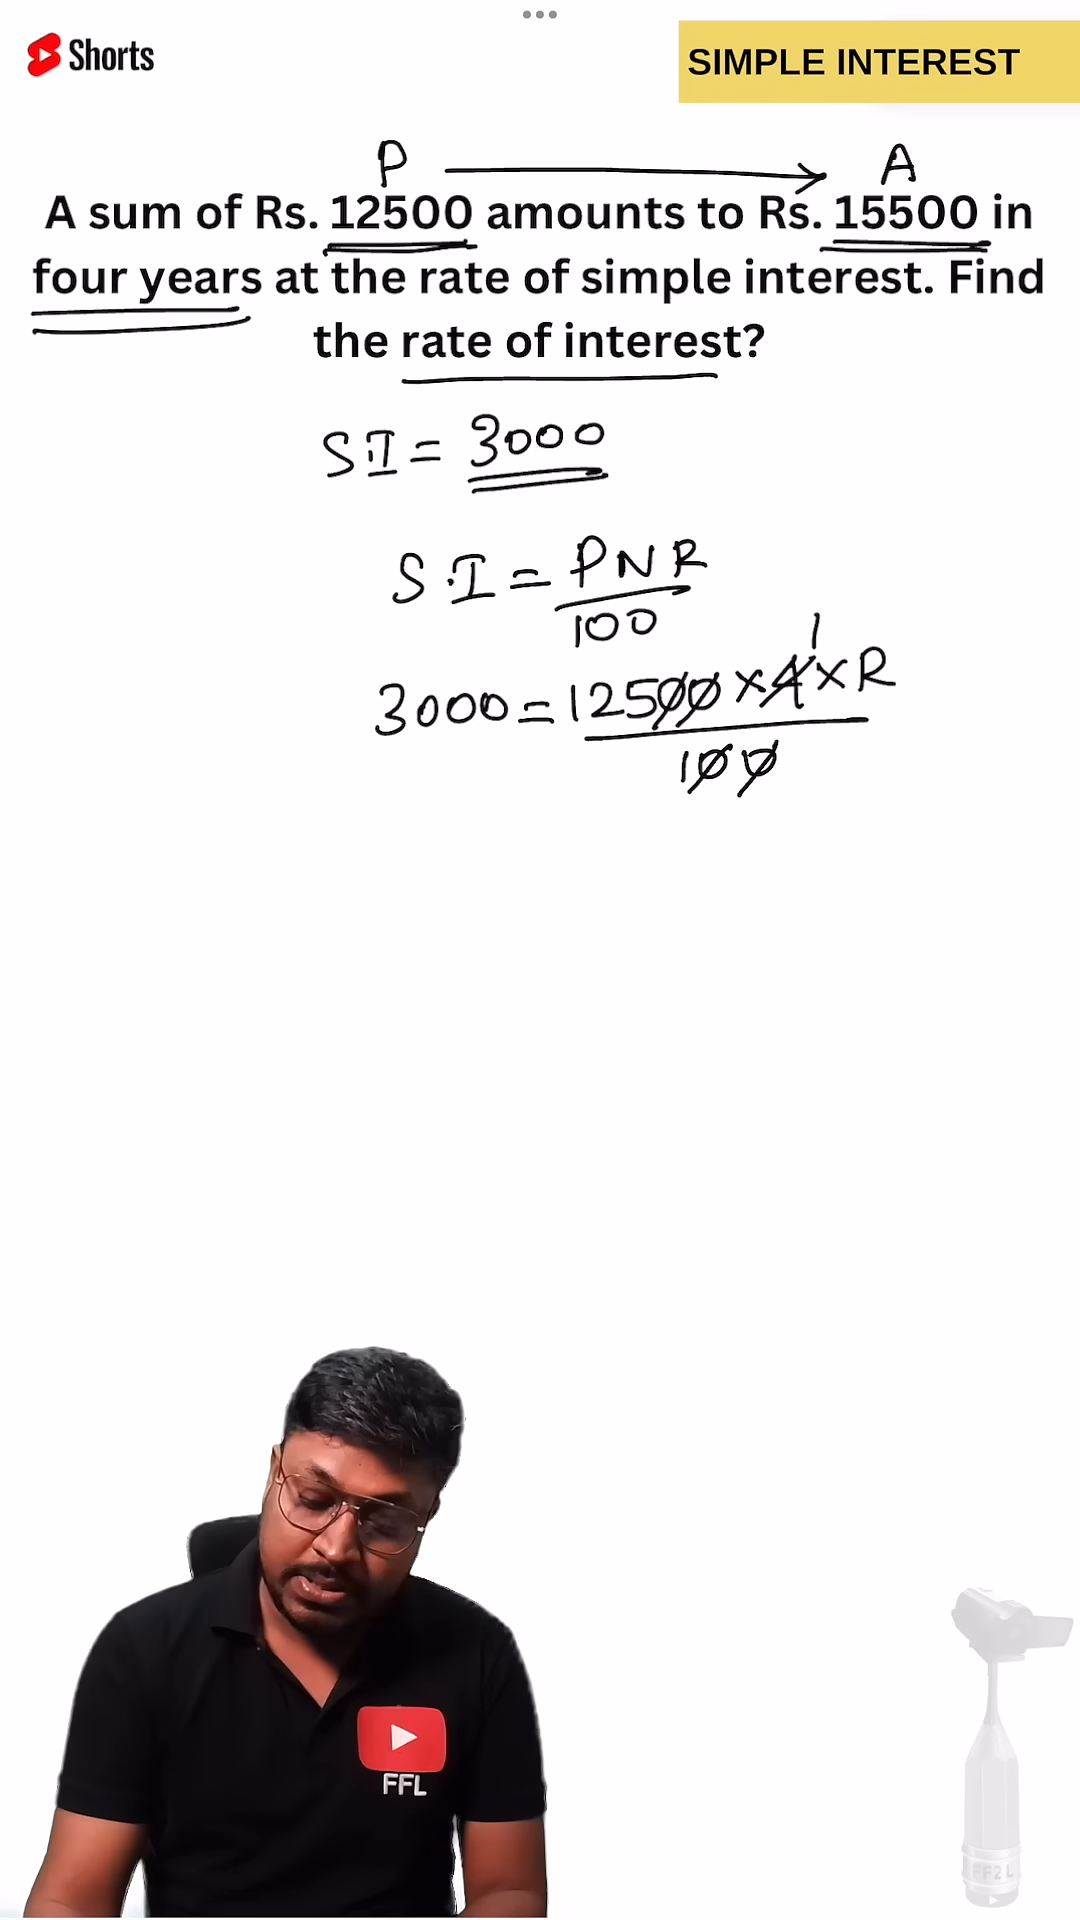 Shorts
SIMPLE INTEREST
P → A
A sum of Rs. 12500 amounts to Rs. 15500 in
four years at the rate of simple interest. Find
the rate of interest?
S.I = 3000
S.I = PNR
100
1
3000 = 12500 × 4 × R
100
FFL
FF2L